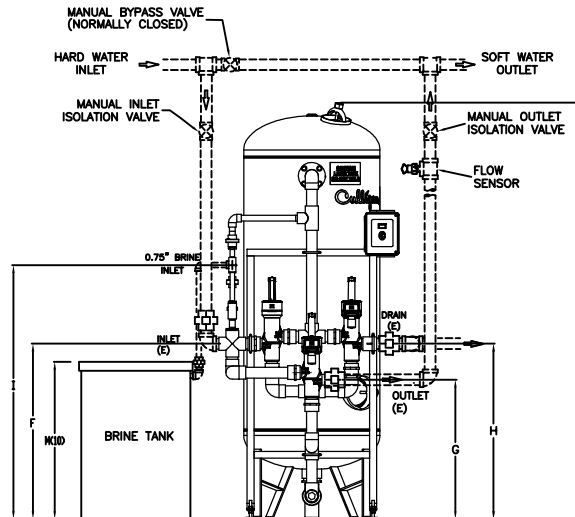 MANUAL BYPASS VALVE
(NORMALLY CLOSED)
HARD WATER
INLET
SOFT WATER
OUTLET
MANUAL INLET
ISOLATION VALVE
MANUAL OUTLET
ISOLATION VALVE
Culligan
FLOW
SENSOR
0.75" BRINE
INLET
DRAIN
(E)
INLET
(E)
OUTLET
(E)
F
G
H
BRINE TANK